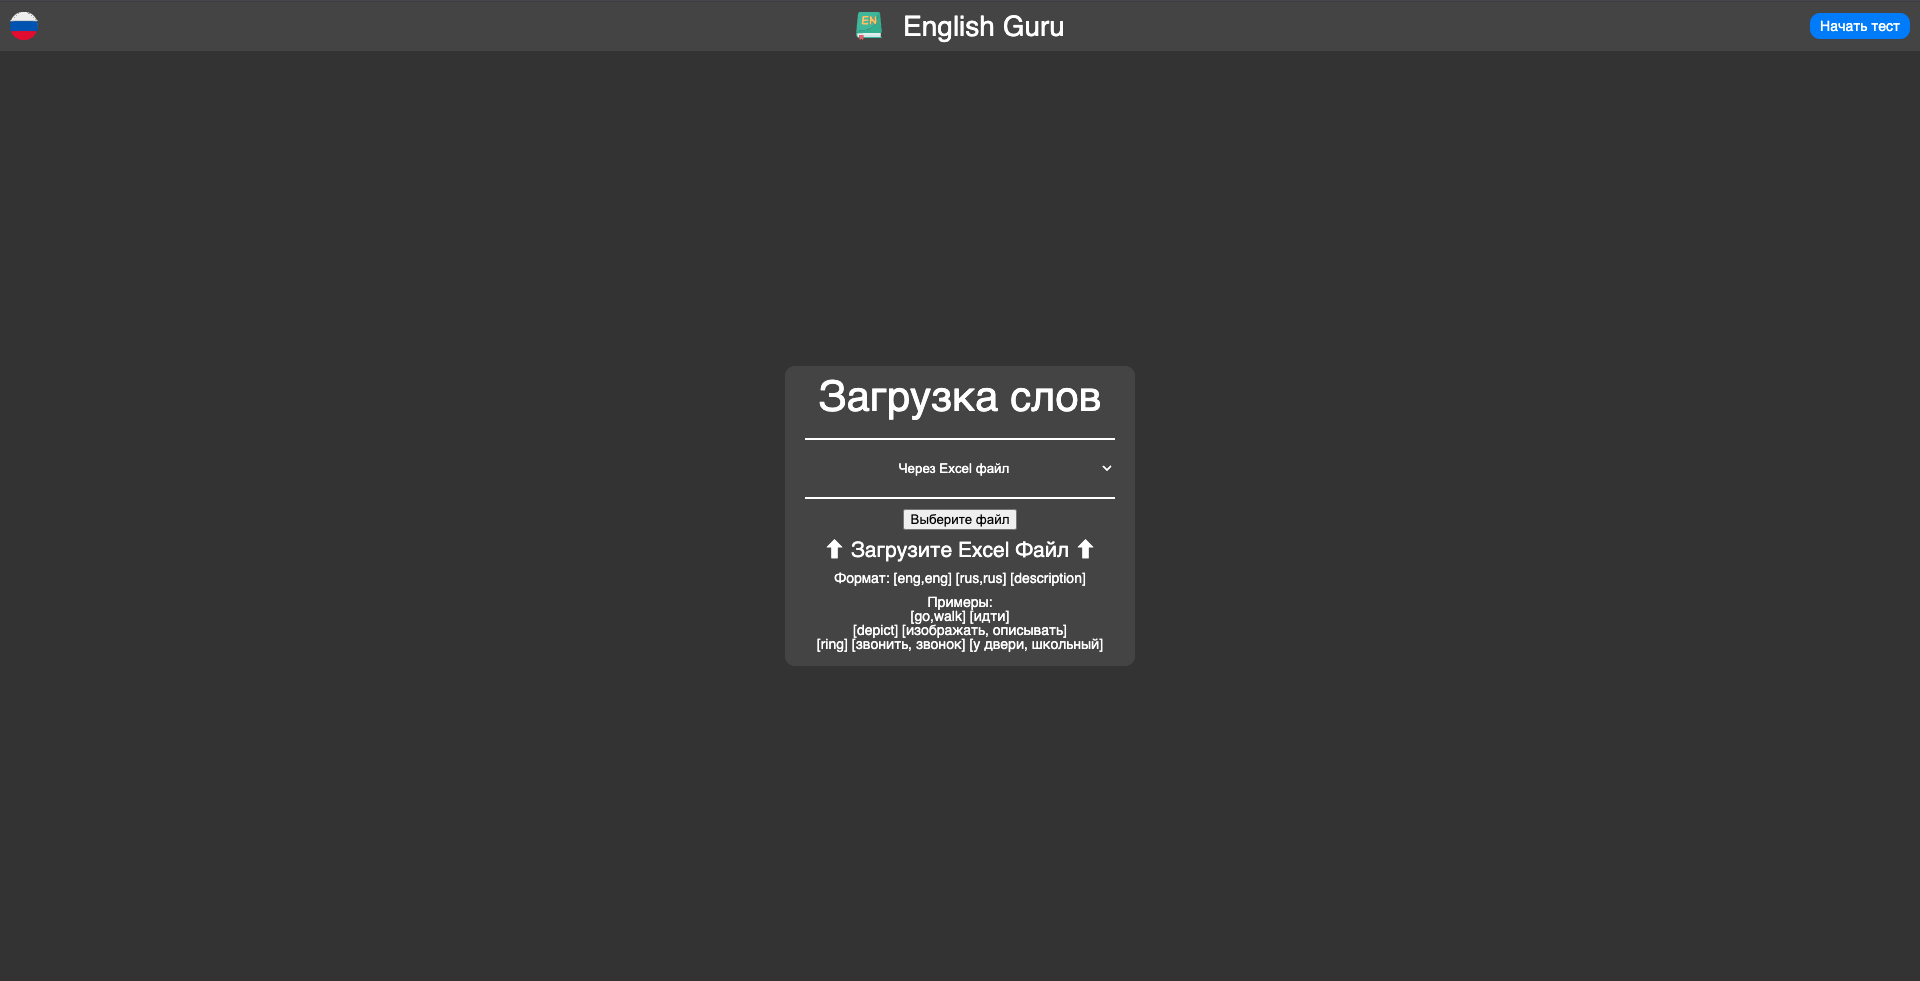 EN
English Guru
Начать тест
Загрузка слов
Через Excel файл
Выберите файл
⬆ Загрузите Excel Файл ⬆
Формат: [eng,eng] [rus,rus] [description]
Примеры:
[go,walk] [идти]
[depict] [изображать, описывать]
[ring] [звонить, звонок] [у двери, школьный]